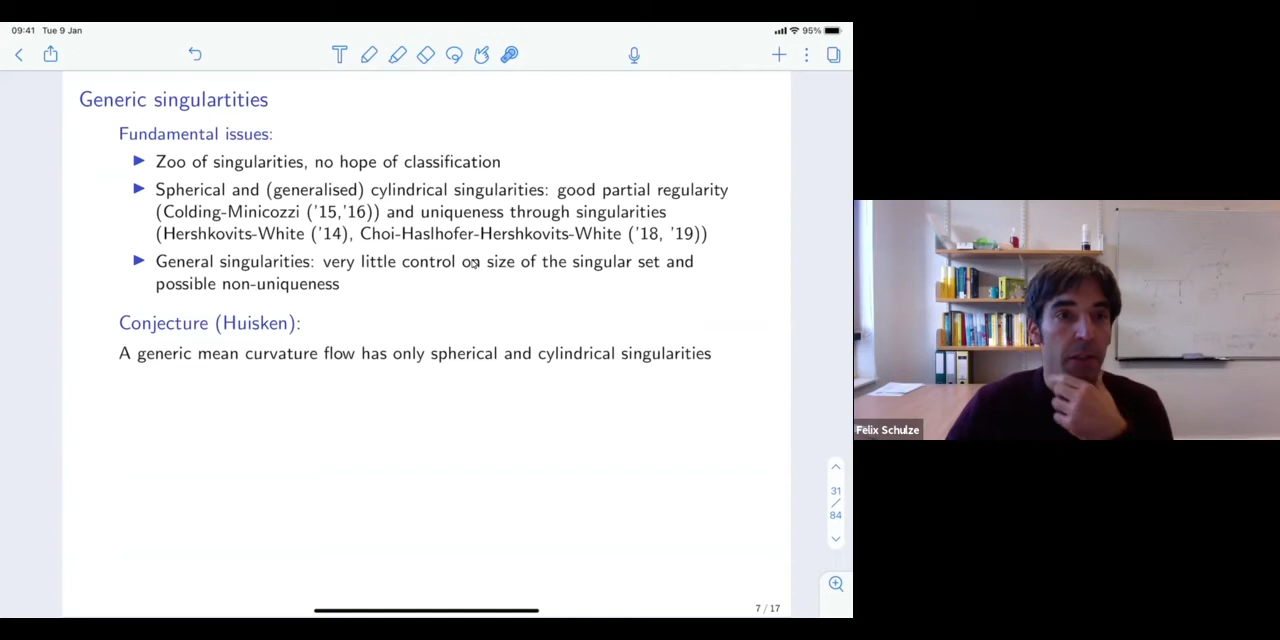 09:41 Tue 9 Jan
95%
Generic singultarities
Fundamental issues:
Zoo of singularities, no hope of classification
Spherical and (generalised) cylindrical singularities: good partial regularity
(Colding-Minicozzi ('15,'16)) and uniqueness through singularities
(Hershkovits-White ('14), Choi-Haslhofer-Hershkovits-White ('18, '19))
General singularities: very little control on size of the singular set and
possible non-uniqueness
Conjecture (Huisken):
A generic mean curvature flow has only spherical and cylindrical singularities
31
/
84
7 / 17
Felix Schulze